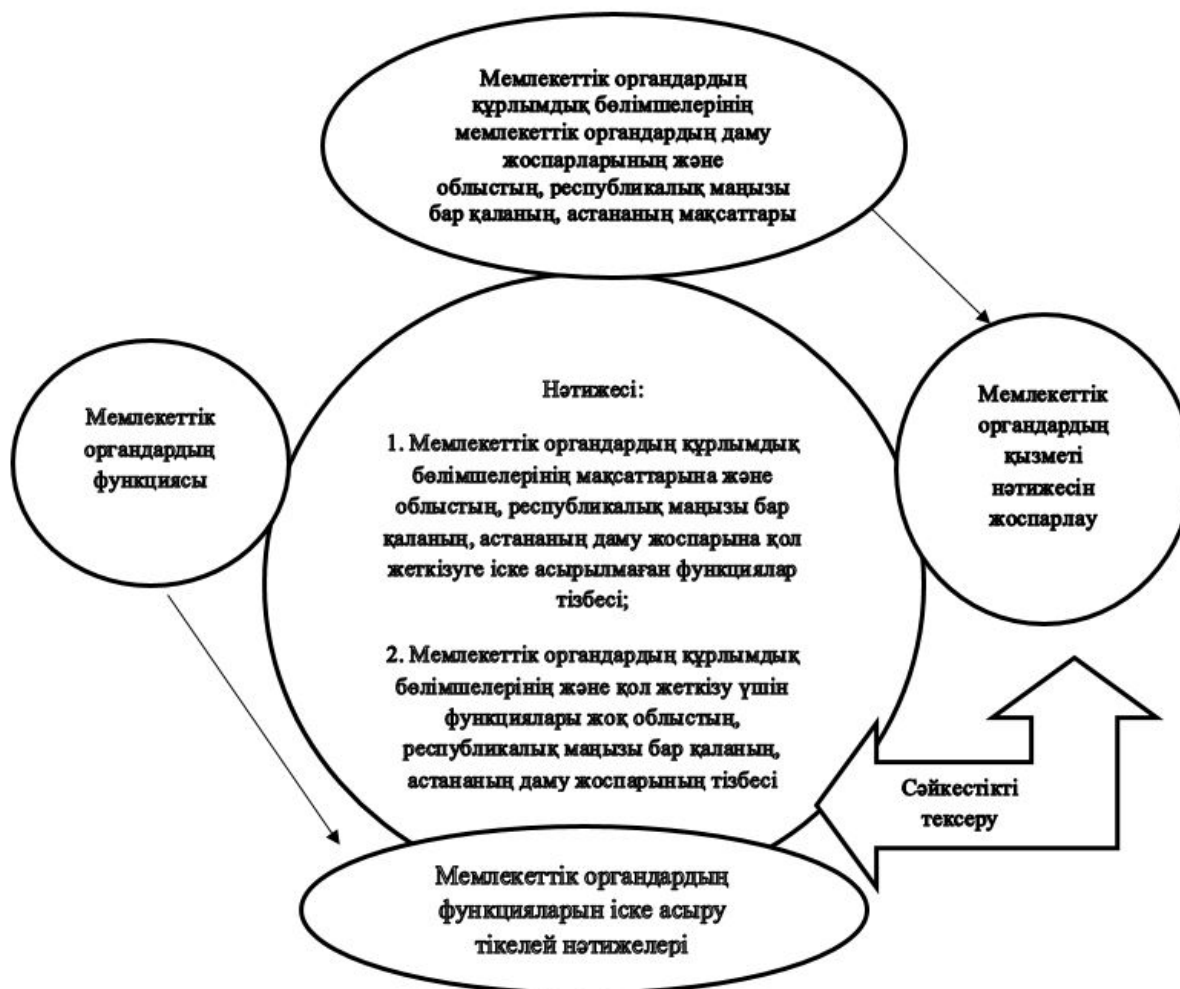 Мемлекеттік органдардың
құрлымдық бөлімшелерінің
мемлекеттік органдардың даму
жоспарларының және
облыстың, республикалық маңызы
бар қаланың, астананың мақсаттары
Мемлекеттік
органдардың
функциясы
Нәтижесі:
1. Мемлекеттік органдардың құрлымдық
бөлімшелерінің мақсаттарына және
облыстың, республикалық маңызы бар
қаланың, астананың даму жоспарына қол
жеткізуге іске асырылмаған функциялар
тізбесі;
2. Мемлекеттік органдардың құрлымдық
бөлімшелерінің және қол жеткізу үшін
функциялары жоқ облыстың,
республикалық маңызы бар қаланың,
астананың даму жоспарының тізбесі
Мемлекеттік
органдардың
қызметі
нәтижесін
жоспарлау
Сәйкестікті
тексеру
Мемлекеттік органдардың
функцияларын іске асыру
тікелей нәтижелері